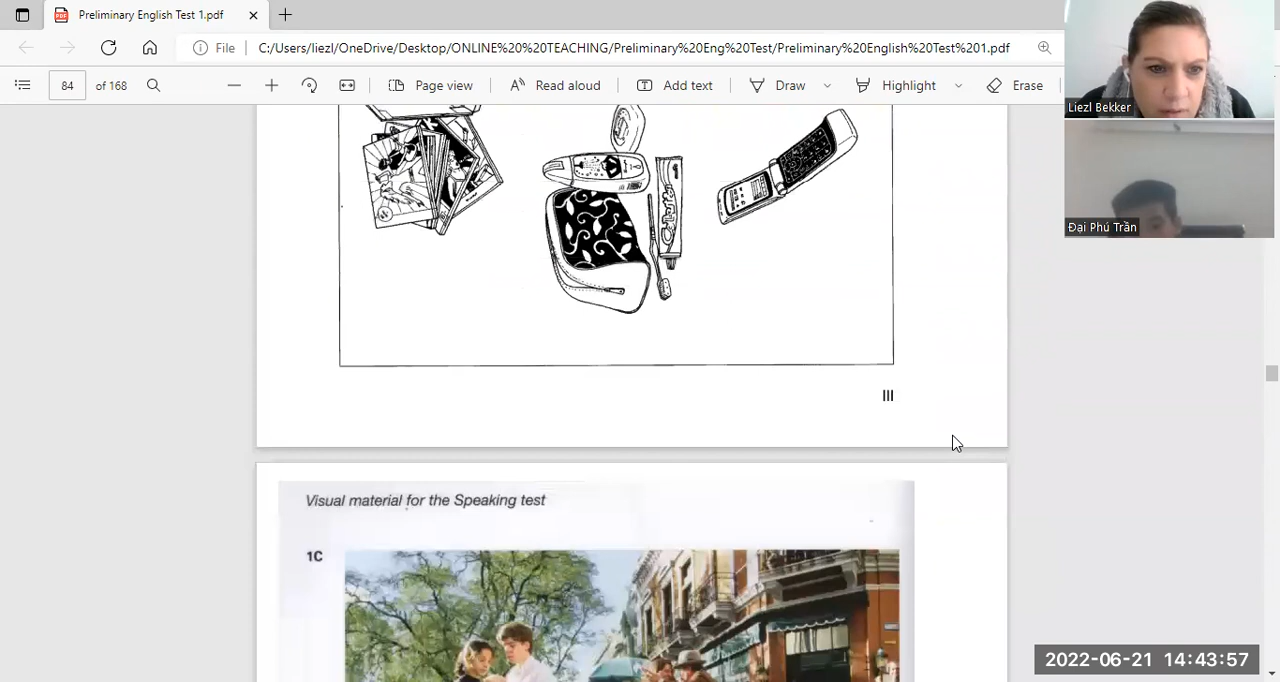 Preliminary English Test 1.pdf
File
C:/Users/liezl/OneDrive/Desktop/ONLINE%20%20TEACHING/Preliminary%20Eng%20Test/Preliminary%20English%20Test%201.pdf
84 of 168
Page view
Read aloud
Add text
Draw
Highlight
Erase
Liezl Bekker
Đại Phú Trần
III
Visual material for the Speaking test
1C
2022-06-21 14:43:57